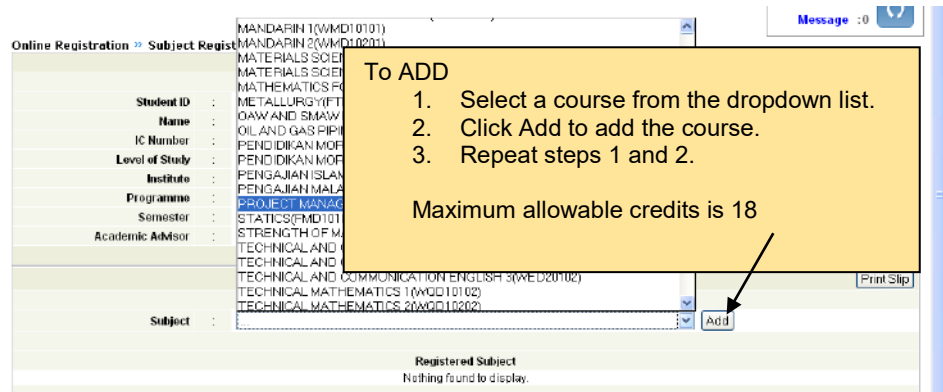 Message :0
MANDARIN 1(WMD10101)
Online Registration » Subject Regist
MANDARIN 2(WMD10201)
MATERIALS SCIEN
MATERIALS SCIEN
MATHEMATICS FO
Student ID :
METALLURGY(FT
Name :
OAW AND SMAW
IC Number :
OIL AND GAS PIPI
PENDIDIKAN MOR
Level of Study :
PENDIDIKAN MOR
Institute :
PENGAJIAN ISLAM
PENGAJIAN MALA
Programme :
PROJECT MANAG
Semester :
STATICS(FMD101
Academic Advisor :
STRENGTH OF MA
TECHNICAL AND
TECHNICAL AND
TECHNICAL AND COMMUNICATION ENGLISH 3(WED20102)
TECHNICAL MATHEMATICS 1(WQD10102)
TECHNICAL MATHEMATICS 2(WQD10202)
To ADD
1. Select a course from the dropdown list.
2. Click Add to add the course.
3. Repeat steps 1 and 2.
Maximum allowable credits is 18
Print Slip
Subject : ... Add
Registered Subject
Nothing found to display.